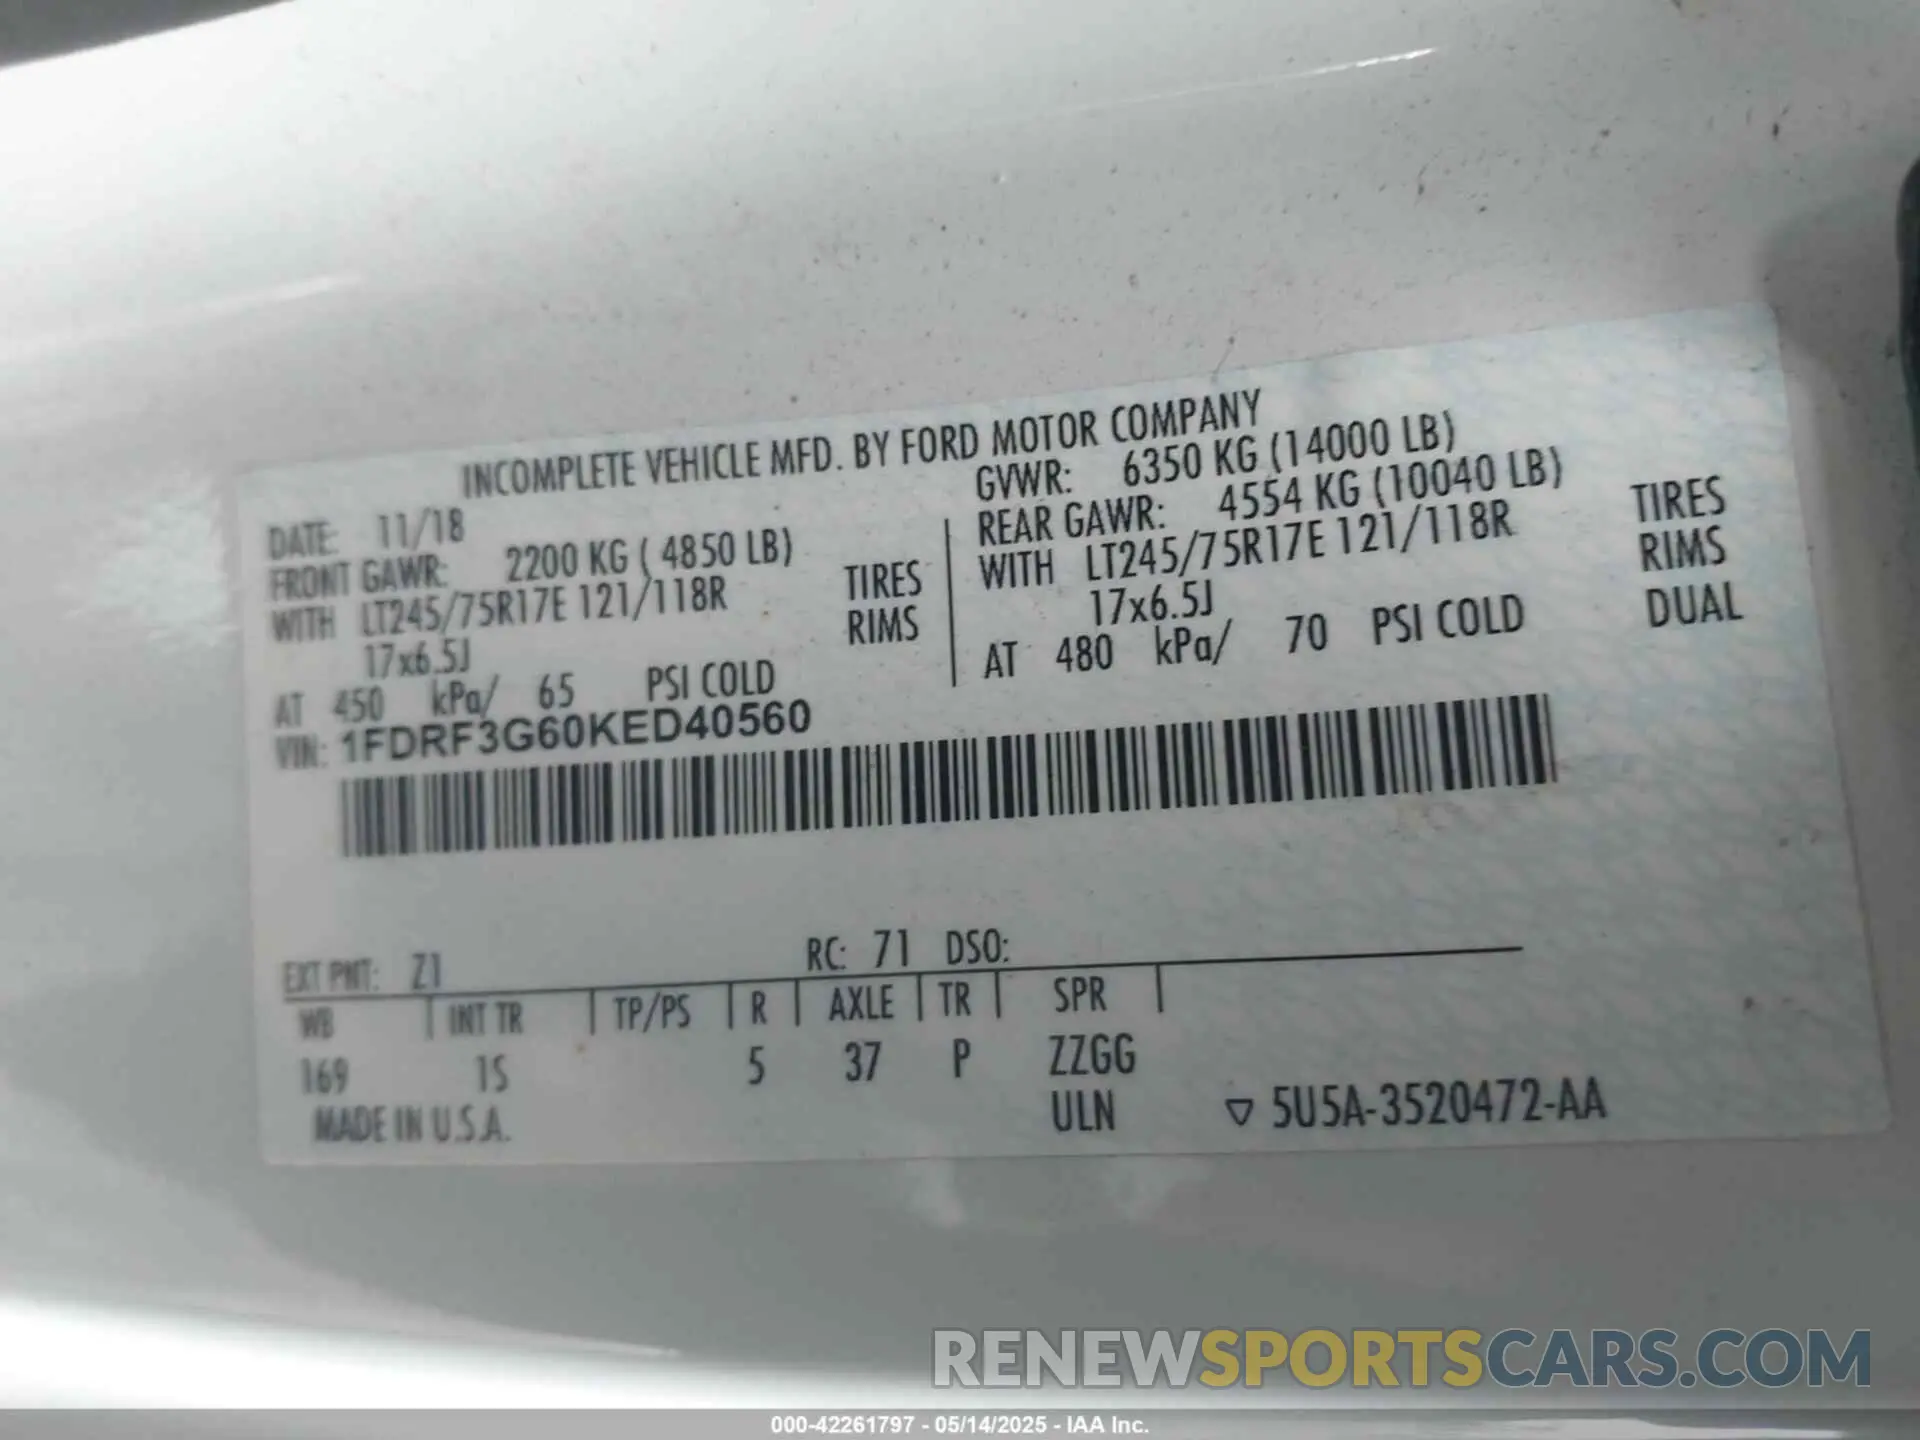 INCOMPLETE VEHICLE MFD. BY FORD MOTOR COMPANY
DATE: 11/18
GVWR: 6350 KG (14000 LB)
FRONT GAWR: 2200 KG ( 4850 LB)
REAR GAWR: 4554 KG (10040 LB)
WITH LT245/75R17E 121/118R TIRES
WITH LT245/75R17E 121/118R TIRES
17x6.5J RIMS
17x6.5J RIMS
AT 450 kPa/ 65 PSI COLD
AT 480 kPa/ 70 PSI COLD DUAL
VIN: 1FDRF3G60KED40560
EXT PNT: Z1 RC: 71 DSO:
WB INT TR TP/PS R AXLE TR SPR
169 1S 5 37 P ZZGG
MADE IN U.S.A. ULN ▽ 5U5A-3520472-AA
RENEWSPORTSCARS.COM
000-42261797 - 05/14/2025 - IAA Inc.